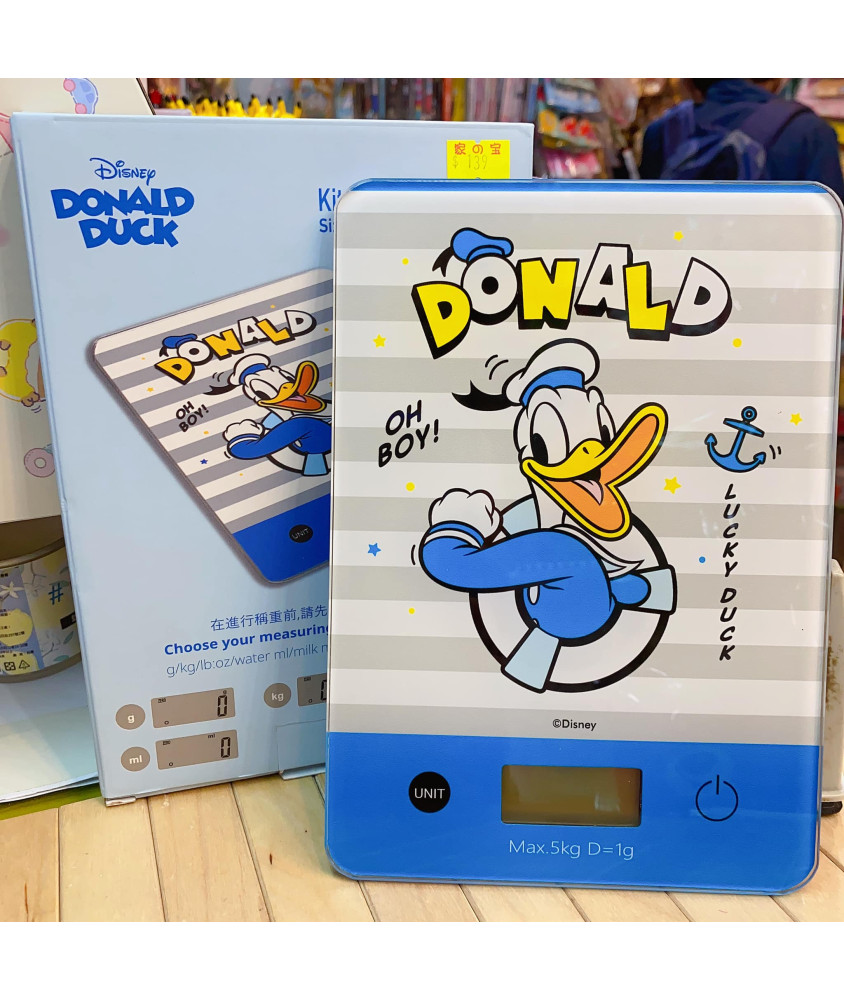 Disney
DONALD
DUCK
家の宝
$139
DONALD
OH
BOY!
UNIT
在進行稱重前,請先
Choose your measuring
g/kg/lb:oz/water ml/milk
g
0
kg
ml
0
DONALD
OH
BOY!
LUCKY DUCK
©Disney
UNIT
Max.5kg D=1g
#